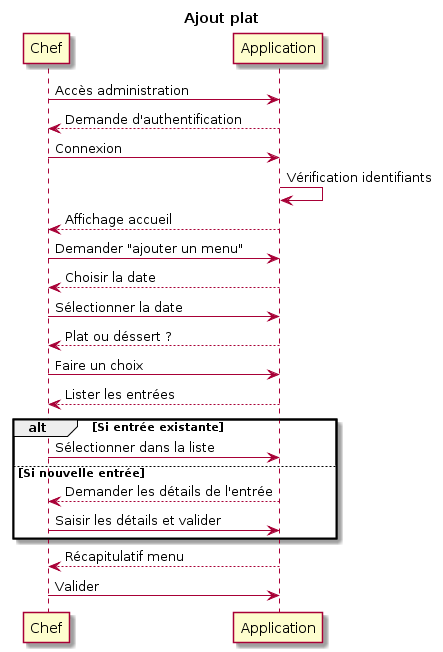 Ajout plat
Chef Application
Accès administration
Demande d'authentification
Connexion
Vérification identifiants
Affichage accueil
Demander "ajouter un menu"
Choisir la date
Sélectionner la date
Plat ou déssert ?
Faire un choix
Lister les entrées
alt [Si entrée existante]
Sélectionner dans la liste
[Si nouvelle entrée]
Demander les détails de l'entrée
Saisir les détails et valider
Récapitulatif menu
Valider
Chef Application